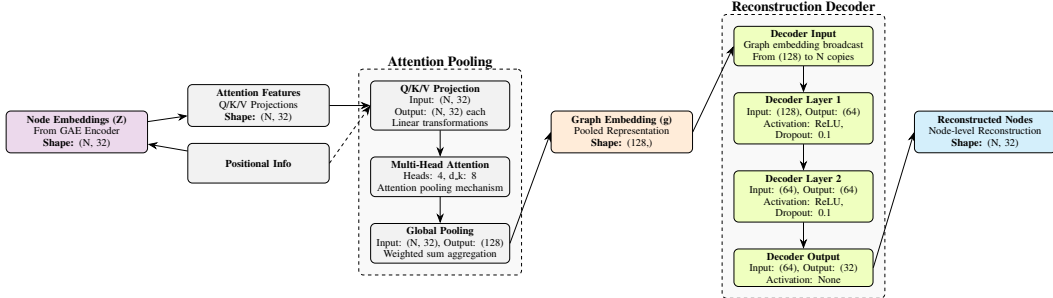 Node Embeddings (Z)
From GAE Encoder
Shape: (N, 32)
Attention Features
Q/K/V Projections
Shape: (N, 32)
Positional Info
Attention Pooling
Q/K/V Projection
Input: (N, 32)
Output: (N, 32) each
Linear transformations
Multi-Head Attention
Heads: 4, d_k: 8
Attention pooling mechanism
Global Pooling
Input: (N, 32), Output: (128)
Weighted sum aggregation
Graph Embedding (g)
Pooled Representation
Shape: (128,)
Reconstruction Decoder
Decoder Input
Graph embedding broadcast
From (128) to N copies
Decoder Layer 1
Input: (128), Output: (64)
Activation: ReLU,
Dropout: 0.1
Decoder Layer 2
Input: (64), Output: (64)
Activation: ReLU,
Dropout: 0.1
Decoder Output
Input: (64), Output: (32)
Activation: None
Reconstructed Nodes
Node-level Reconstruction
Shape: (N, 32)